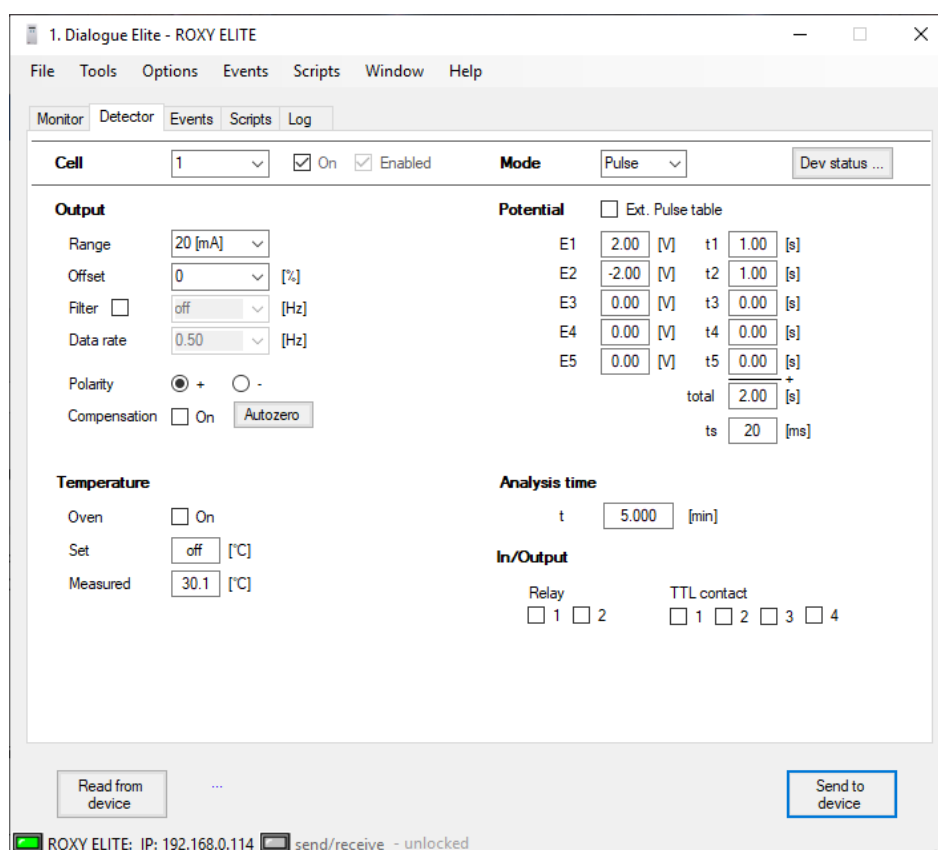 1. Dialogue Elite - ROXY ELITE
File Tools Options Events Scripts Window Help
Monitor Detector Events Scripts Log
Cell 1 On Enabled Mode Pulse Dev status ...
Output Potential Ext. Pulse table
Range 20 [mA] E1 2.00 [V] t1 1.00 [s]
Offset 0 [%] E2 -2.00 [V] t2 1.00 [s]
Filter off [Hz] E3 0.00 [V] t3 0.00 [s]
Data rate 0.50 [Hz] E4 0.00 [V] t4 0.00 [s]
E5 0.00 [V] t5 0.00 [s]
Polarity + - +
total 2.00 [s]
Compensation On Autozero
ts 20 [ms]
Temperature Analysis time
Oven On t 5.000 [min]
Set off [°C]
In/Output
Measured 30.1 [°C]
Relay TTL contact
1 2 1 2 3 4
Read from device ... Send to device
ROXY ELITE: IP: 192.168.0.114 send/receive - unlocked